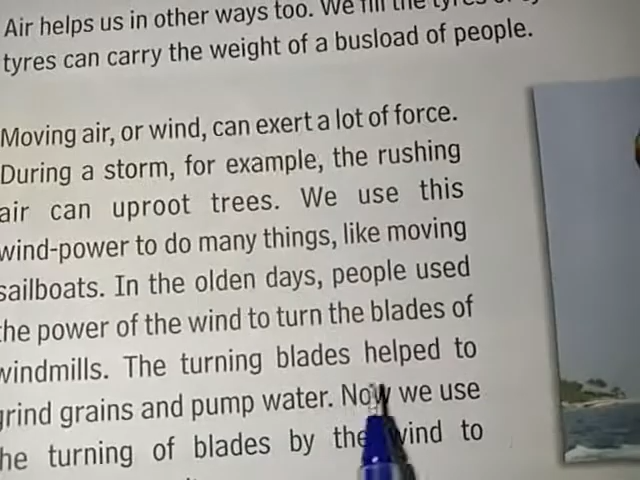 Air helps us in other ways too. We fill the tyres of
tyres can carry the weight of a busload of people.
Moving air, or wind, can exert a lot of force.
During a storm, for example, the rushing
air can uproot trees. We use this
wind-power to do many things, like moving
sailboats. In the olden days, people used
the power of the wind to turn the blades of
windmills. The turning blades helped to
grind grains and pump water. Now we use
the turning of blades by the wind to